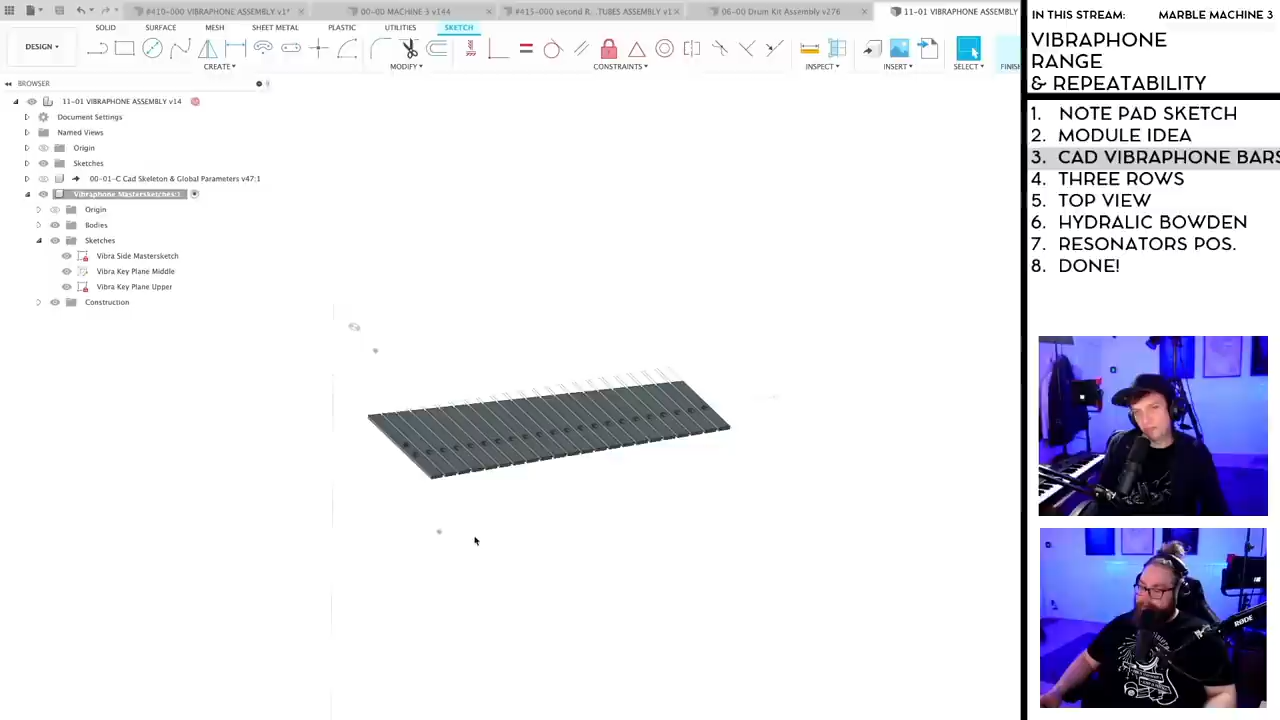 #410-000 VIBRAPHONE ASSEMBLY v1*
00-0D MACHINE 3 v144
#415-000 second R...TUBES ASSEMBLY v1
06-00 Drum Kit Assembly v276
11-01 VIBRAPHONE ASSEMBLY
SOLID
SURFACE
MESH
SHEET METAL
PLASTIC
UTILITIES
SKETCH
DESIGN
CREATE
MODIFY
CONSTRAINTS
INSPECT
INSERT
SELECT
FINIS
BROWSER
11-01 VIBRAPHONE ASSEMBLY v14
Document Settings
Named Views
Origin
Sketches
00-01-C Cad Skeleton & Global Parameters v47:1
Vibraphone Mastersketches:1
Origin
Bodies
Sketches
Vibra Side Mastersketch
Vibra Key Plane Middle
Vibra Key Plane Upper
Construction
IN THIS STREAM: MARBLE MACHINE 3
VIBRAPHONE
RANGE
& REPEATABILITY
1. NOTE PAD SKETCH
2. MODULE IDEA
3. CAD VIBRAPHONE BARS
4. THREE ROWS
5. TOP VIEW
6. HYDRALIC BOWDEN
7. RESONATORS POS.
8. DONE!
RØDE